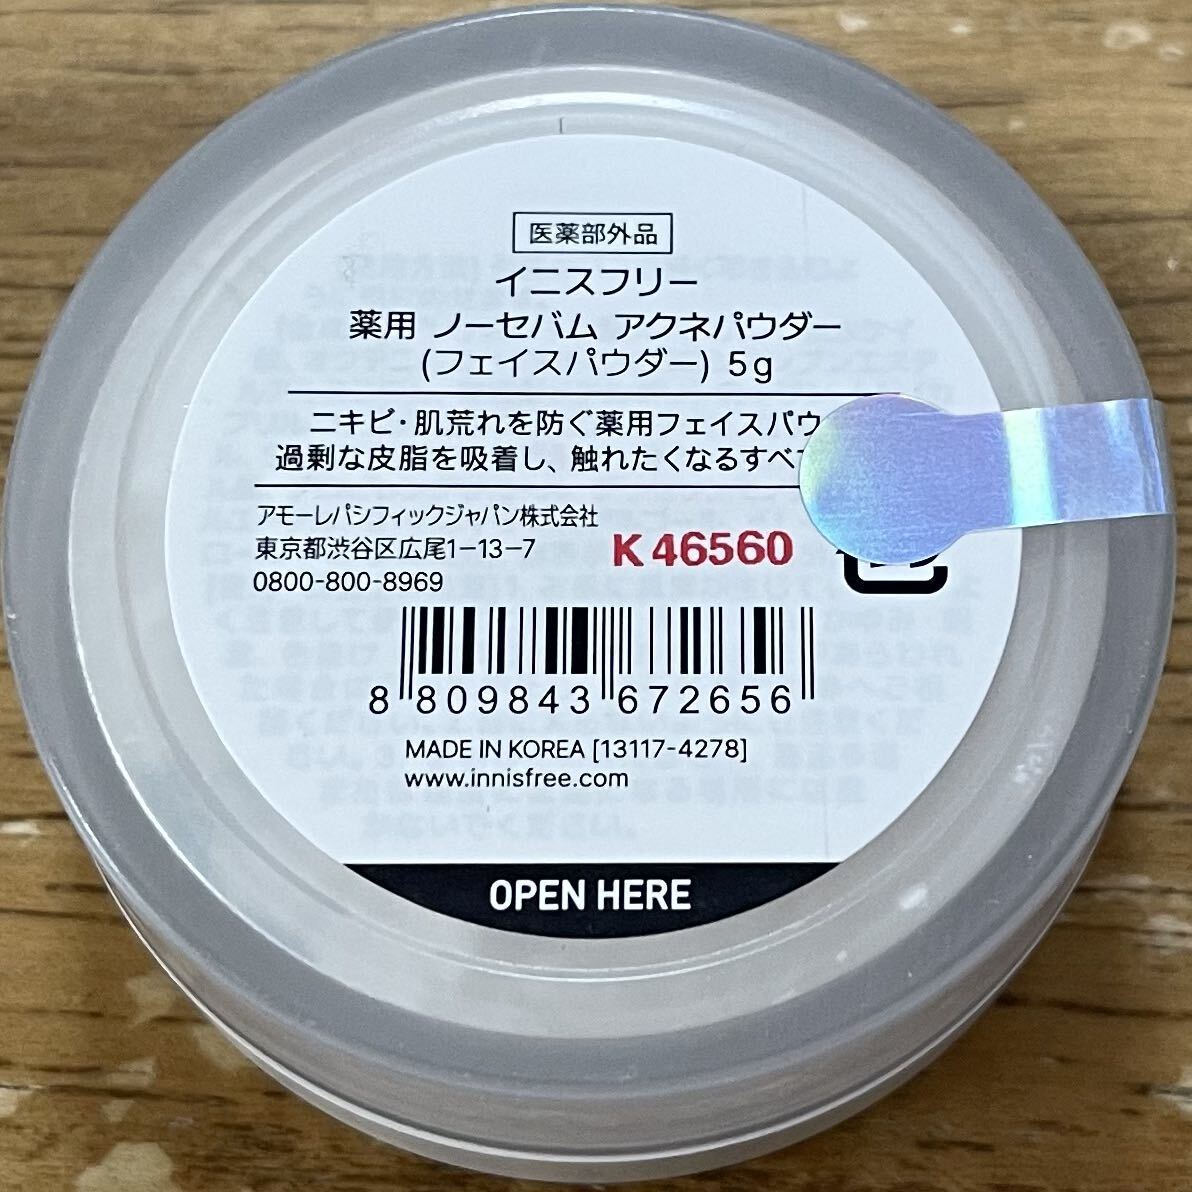 医薬部外品
イニスフリー
薬用 ノーセバム アクネパウダー
(フェイスパウダー) 5g
ニキビ・肌荒れを防ぐ薬用フェイスパウ
過剰な皮脂を吸着し、触れたくなるすべ
アモーレパシフィックジャパン株式会社
東京都渋谷区広尾1-13-7
0800-800-8969
K46560
8 809843 672656
MADE IN KOREA [13117-4278]
www.innisfree.com
OPEN HERE